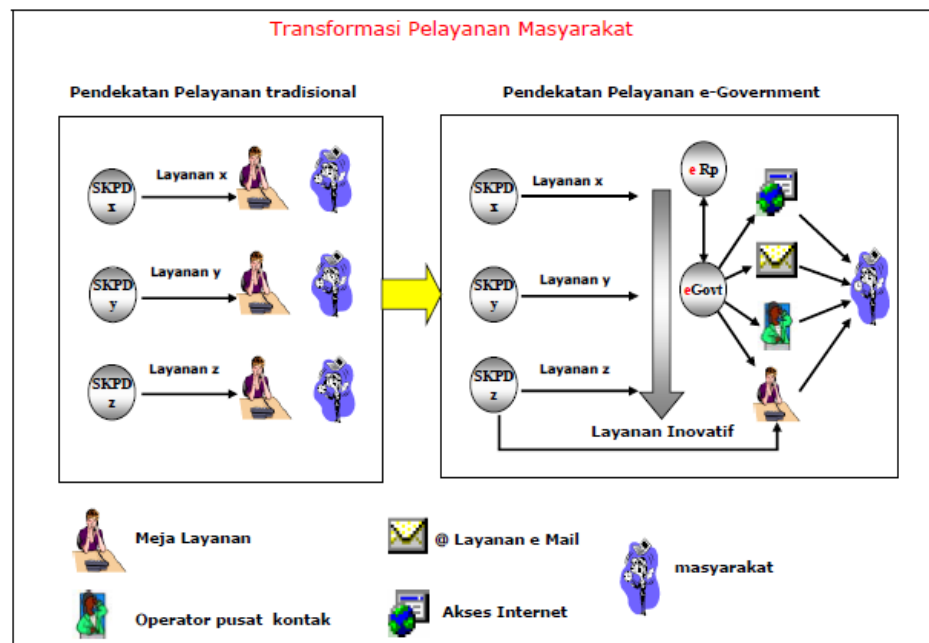 Transformasi Pelayanan Masyarakat
Pendekatan Pelayanan tradisional
SKPD
x
Layanan x
SKPD
y
Layanan y
SKPD
z
Layanan z
Pendekatan Pelayanan e-Government
SKPD
x
Layanan x
SKPD
y
Layanan y
SKPD
z
Layanan z
Layanan Inovatif
e Rp
eGovt
Meja Layanan
@ Layanan e Mail
masyarakat
Operator pusat kontak
Akses Internet